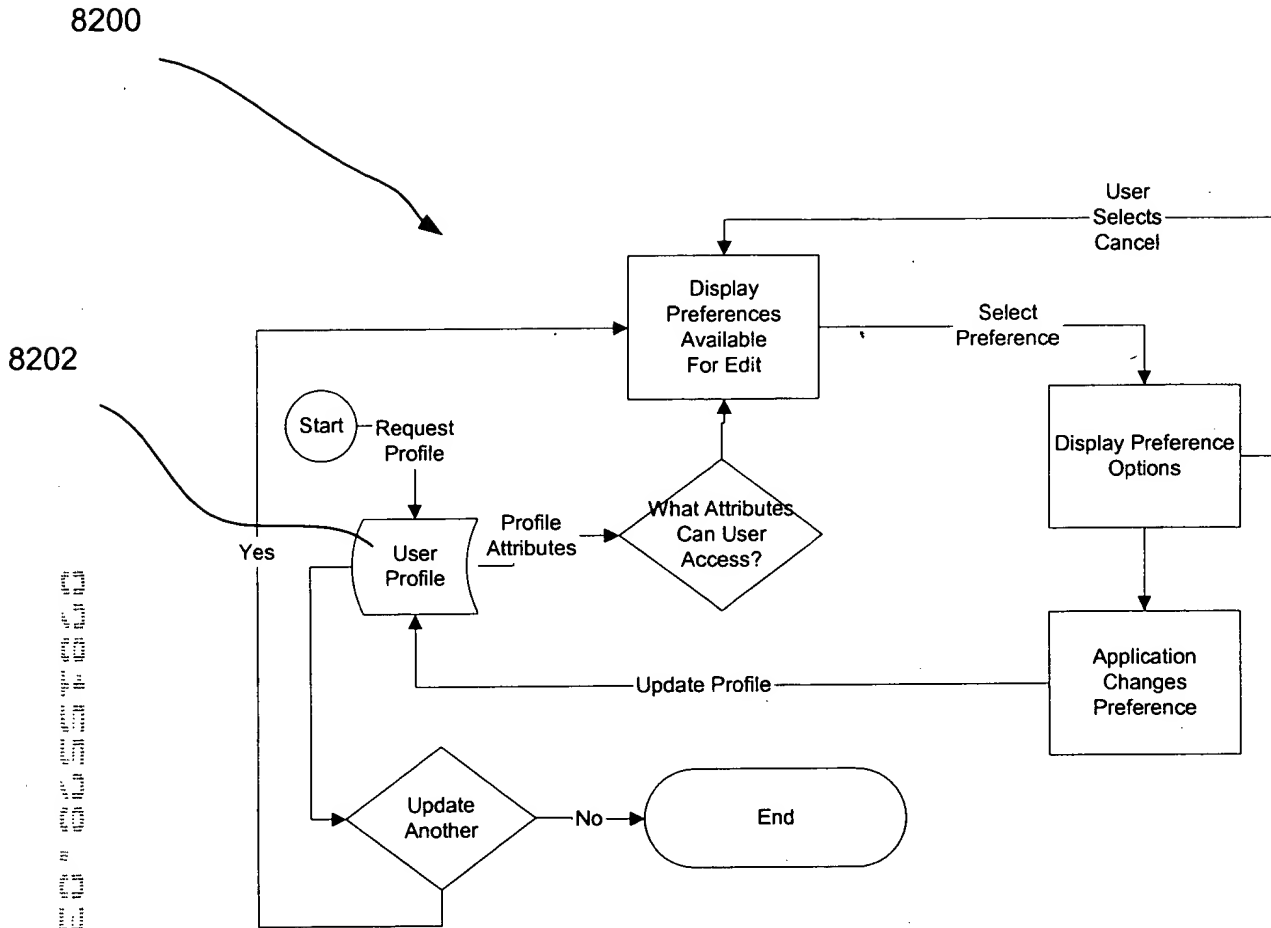 8200
User
Selects
Cancel
Display
Preferences
Available
For Edit
Select
Preference
8202
Start
Request
Profile
Display Preference
Options
What Attributes
Can User
Access?
Profile
Attributes
User
Profile
Yes
Application
Changes
Preference
Update Profile
Update
Another
No
End